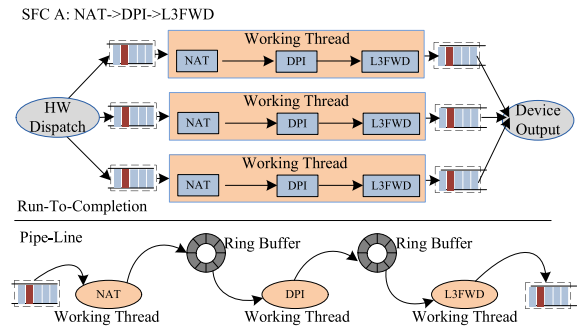 SFC A: NAT->DPI->L3FWD
Working Thread
NAT DPI L3FWD
HW
Dispatch
Working Thread
NAT DPI L3FWD
Device
Output
Working Thread
NAT DPI L3FWD
Run-To-Completion
Pipe-Line
Ring Buffer Ring Buffer
NAT DPI L3FWD
Working Thread Working Thread Working Thread